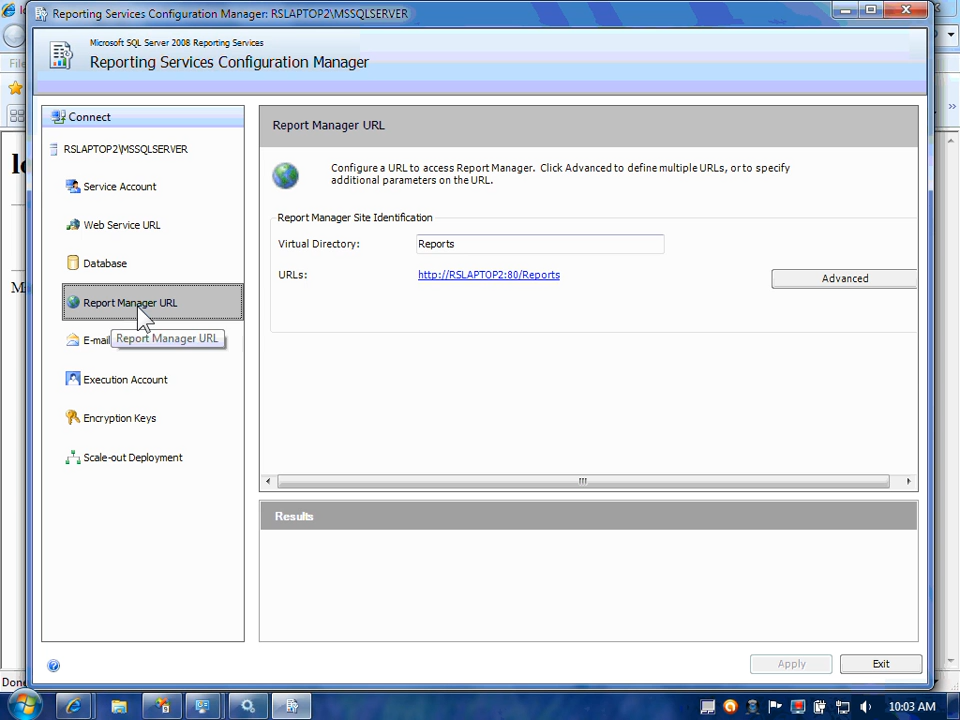 Reporting Services Configuration Manager: RSLAPTOP2\MSSQLSERVER
Microsoft SQL Server 2008 Reporting Services
Reporting Services Configuration Manager
Connect
RSLAPTOP2\MSSQLSERVER
Service Account
Web Service URL
Database
Report Manager URL
E-mail
Report Manager URL
Execution Account
Encryption Keys
Scale-out Deployment
Report Manager URL
Configure a URL to access Report Manager. Click Advanced to define multiple URLs, or to specify
additional parameters on the URL.
Report Manager Site Identification
Virtual Directory: Reports
URLs: http://RSLAPTOP2:80/Reports
Advanced
Results
Apply
Exit
Done
10:03 AM